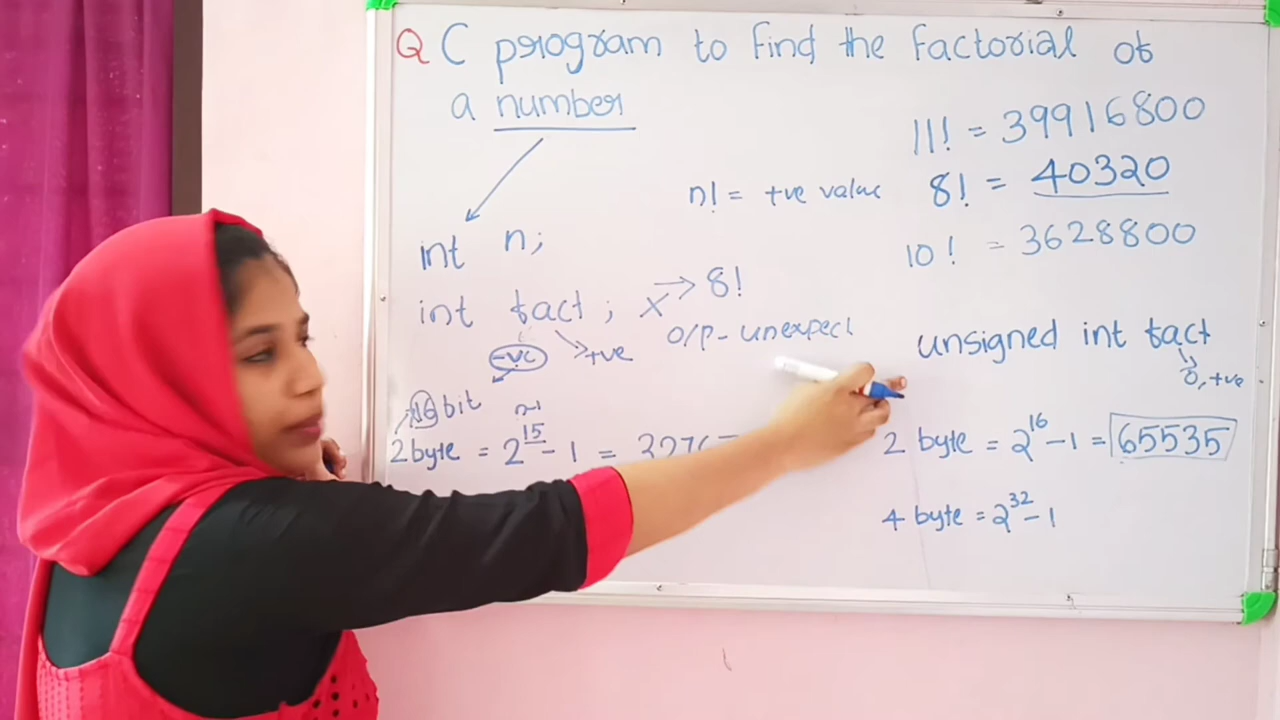 Q C program to find the factorial of
a number
11! = 39916800
n! = +ve value
8! = 40320
10! = 3628800
int n;
int fact; x → 8!
O/P - unexpect
-ve
+ve
unsigned int fact
0, +ve
16 bit
n-1
2 byte = 2^15 - 1 =
2 byte = 2^16 - 1 = 65535
4 byte = 2^32 - 1